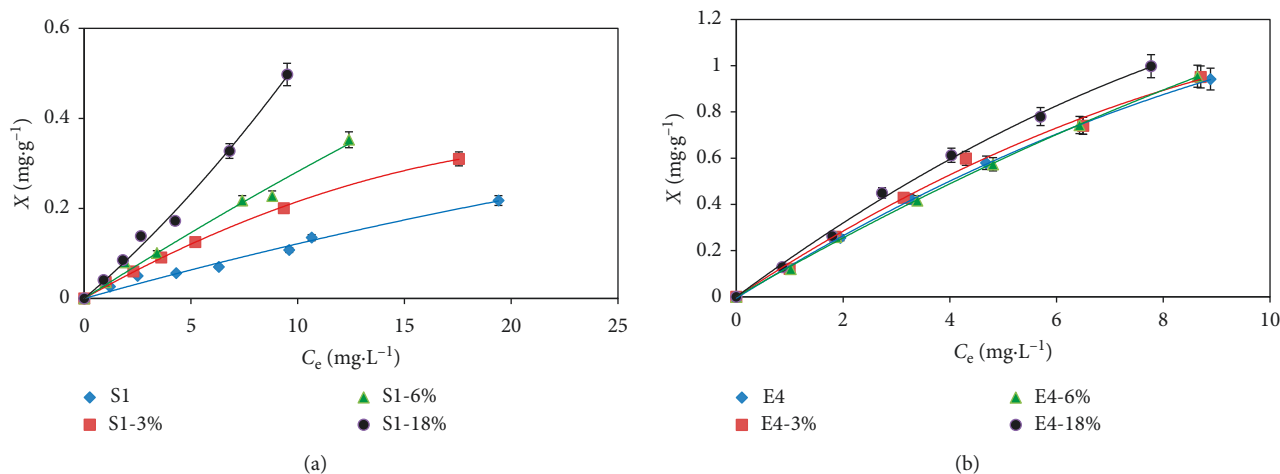 0.6
0.4
0.2
0
X (mg·g⁻¹)
0 5 10 15 20 25
Cₑ (mg·L⁻¹)
S1
S1-3%
S1-6%
S1-18%
(a)
1.2
1
0.8
0.6
0.4
0.2
0
X (mg·g⁻¹)
0 2 4 6 8 10
Cₑ (mg·L⁻¹)
E4
E4-3%
E4-6%
E4-18%
(b)